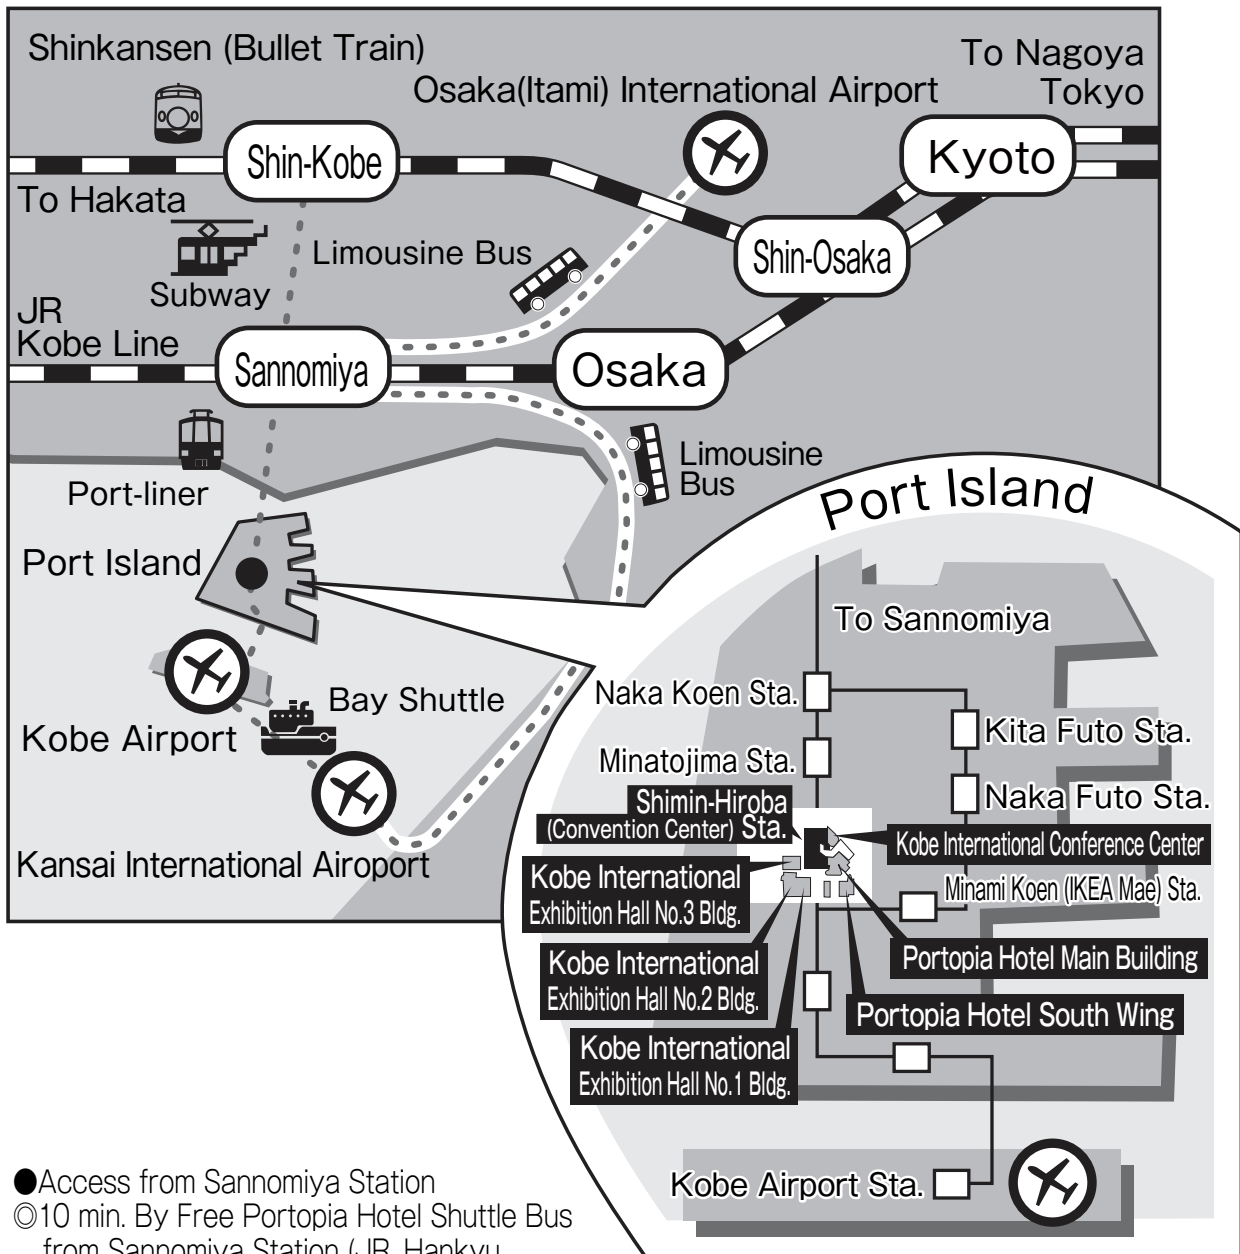 Shinkansen (Bullet Train)
To Nagoya
Tokyo
Osaka(Itami) International Airport
Shin-Kobe
Kyoto
To Hakata
Limousine Bus
Shin-Osaka
Subway
JR
Kobe Line
Sannomiya
Osaka
Limousine
Bus
Port-liner
Port Island
Port Island
To Sannomiya
Naka Koen Sta.
Bay Shuttle
Kobe Airport
Kita Futo Sta.
Minatojima Sta.
Naka Futo Sta.
Shimin-Hiroba
(Convention Center) Sta.
Kobe International Conference Center
Kansai International Airoport
Kobe International
Exhibition Hall No.3 Bldg.
Minami Koen (IKEA Mae) Sta.
Kobe International
Exhibition Hall No.2 Bldg.
Portopia Hotel Main Building
Portopia Hotel South Wing
Kobe International
Exhibition Hall No.1 Bldg.
Kobe Airport Sta.
●Access from Sannomiya Station
◎10 min. By Free Portopia Hotel Shuttle Bus
from Sannomiya Station (JR, Hankyu,